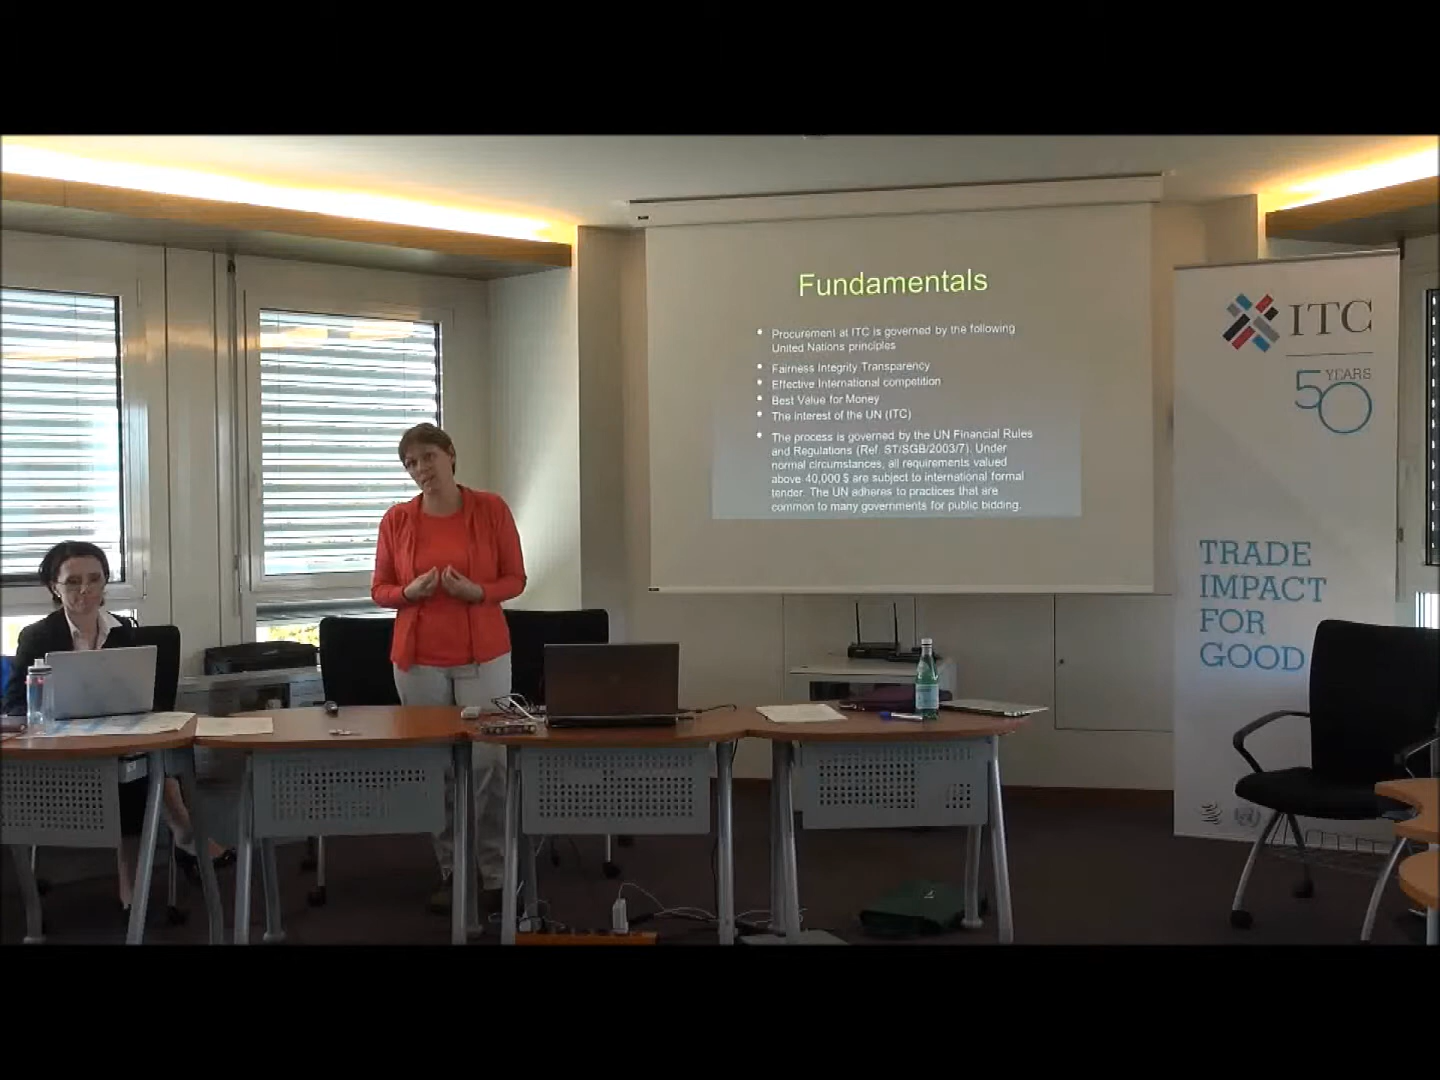 Fundamentals
• Procurement at ITC is governed by the following
United Nations principles
• Fairness Integrity Transparency
• Effective International competition
• Best Value for Money
• The interest of the UN (ITC)
• The process is governed by the UN Financial Rules
and Regulations (Ref. ST/SGB/2003/7). Under
normal circumstances, all requirements valued
above 40,000 $ are subject to international formal
tender. The UN adheres to practices that are
common to many governments for public bidding.
ITC
50 YEARS
TRADE
IMPACT
FOR
GOOD